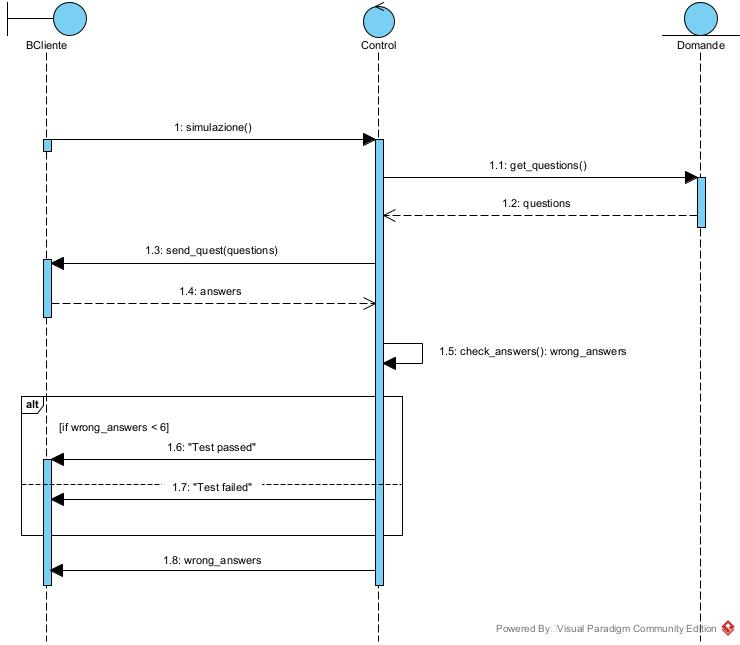 BCliente
Control
Domande
1: simulazione()
1.1: get_questions()
1.2: questions
1.3: send_quest(questions)
1.4: answers
1.5: check_answers(): wrong_answers
alt
[if wrong_answers < 6]
1.6: "Test passed"
1.7: "Test failed"
1.8: wrong_answers
Powered By Visual Paradigm Community Edition